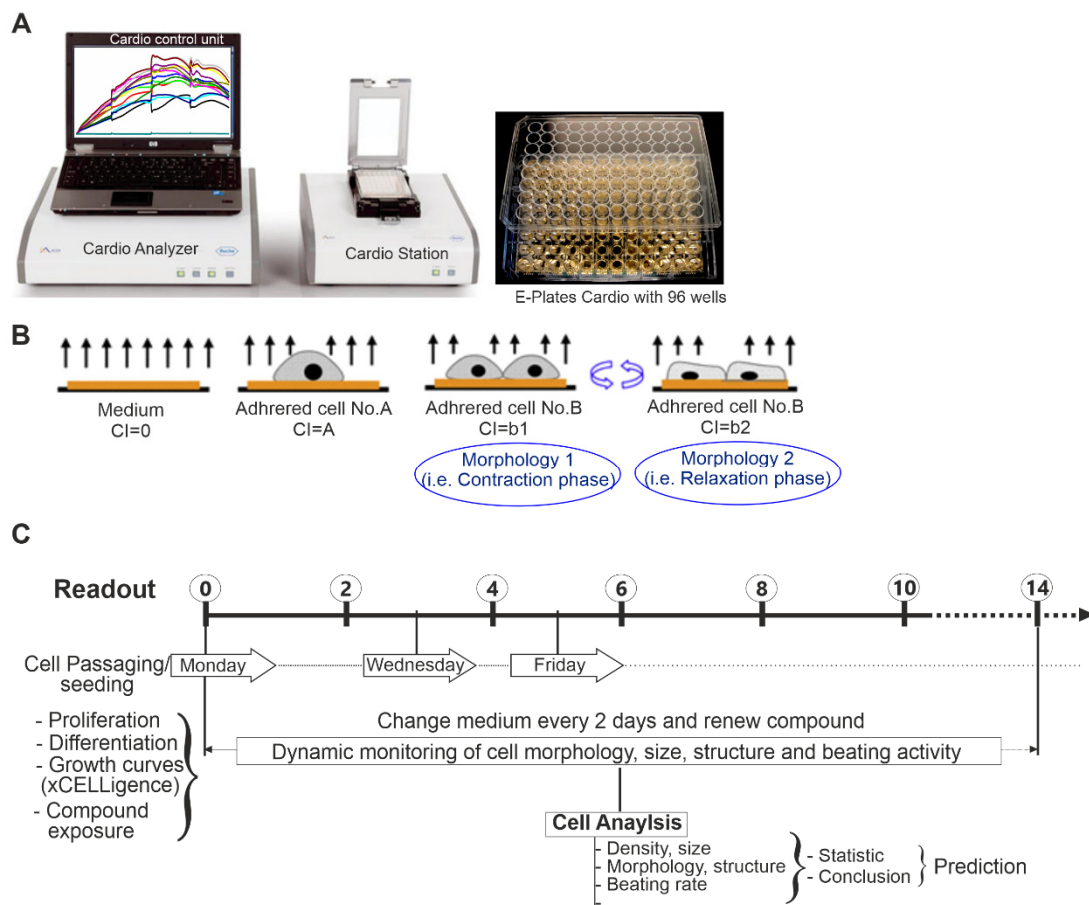 A
Cardio control unit
Cardio Analyzer
Cardio Station
E-Plates Cardio with 96 wells
B
Medium
CI=0
Adhrered cell No.A
CI=A
Adhrered cell No.B
CI=b1
Adhrered cell No.B
CI=b2
Morphology 1
(i.e. Contraction phase)
Morphology 2
(i.e. Relaxation phase)
C
Readout
0 2 4 6 8 10 14
Cell Passaging/
seeding
Monday
Wednesday
Friday
- Proliferation
- Differentiation
- Growth curves
(xCELLigence)
- Compound
exposure
Change medium every 2 days and renew compound
Dynamic monitoring of cell morphology, size, structure and beating activity
Cell Anaylsis
- Density, size
- Morphology, structure
- Beating rate
-
- Statistic
- Conclusion
Prediction